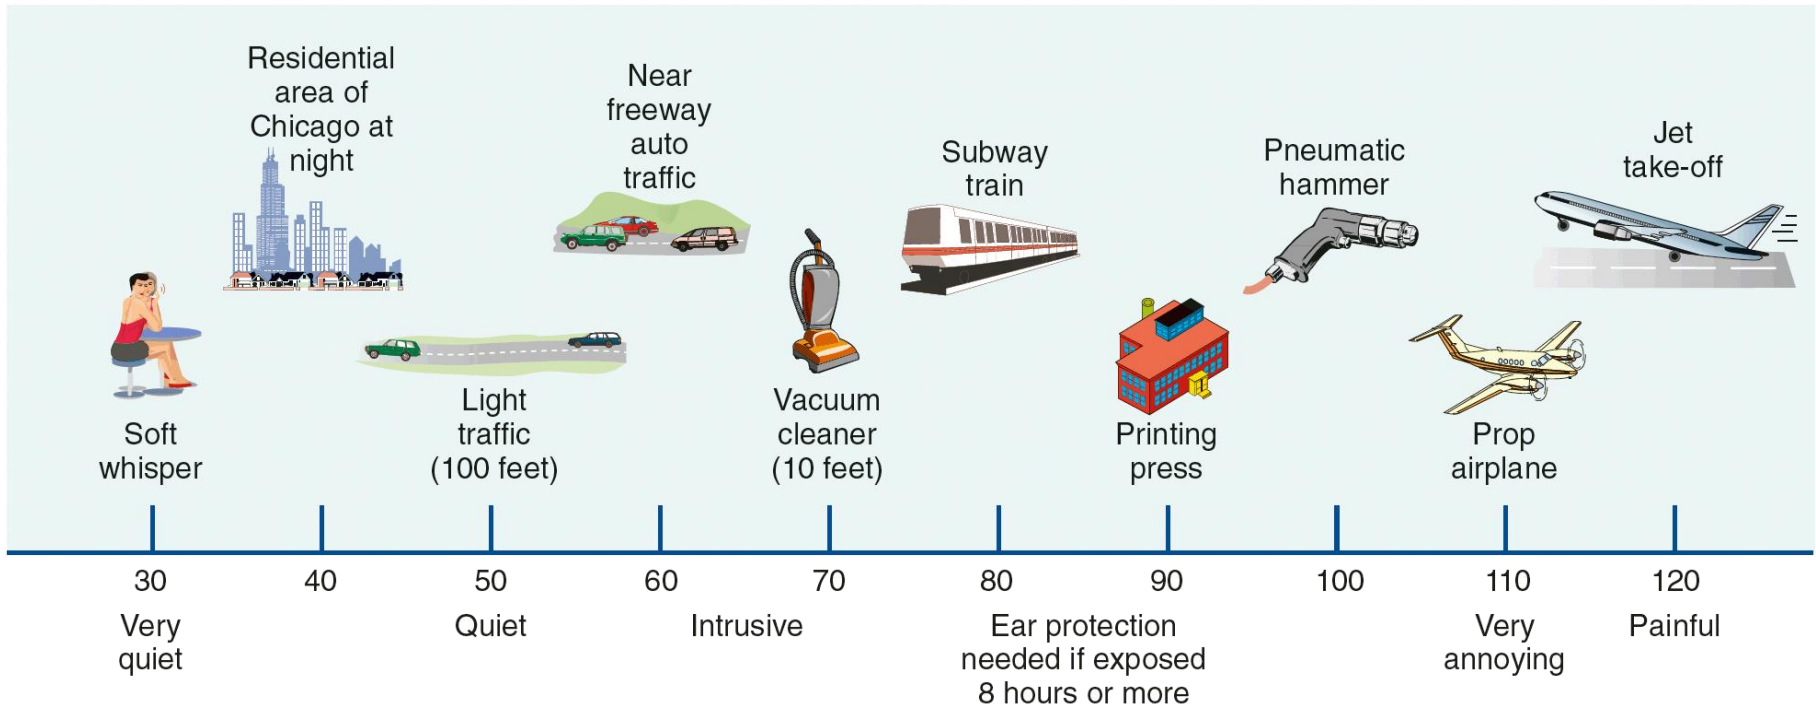 Residential
area of
Chicago at
night
Near
freeway
auto
traffic
Subway
train
Pneumatic
hammer
Jet
take-off
Soft
whisper
Light
traffic
(100 feet)
Vacuum
cleaner
(10 feet)
Printing
press
Prop
airplane
30 40 50 60 70 80 90 100 110 120
Very
quiet
Quiet
Intrusive
Ear protection
needed if exposed
8 hours or more
Very
annoying
Painful